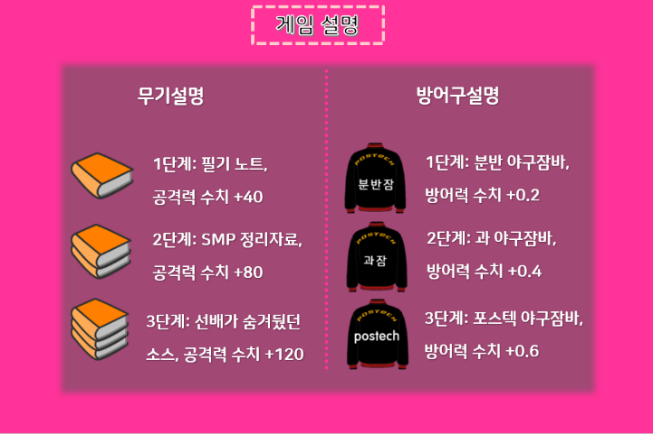 게임 설명
무기설명
1단계: 필기 노트,
공격력 수치 +40
2단계: SMP 정리자료,
공격력 수치 +80
3단계: 선배가 숨겨뒀던
소스, 공격력 수치 +120
방어구설명
POSTECH
분반잠
1단계: 분반 야구잠바,
방어력 수치 +0.2
POSTECH
과잠
2단계: 과 야구잠바,
방어력 수치 +0.4
POSTECH
postech
3단계: 포스텍 야구잠바,
방어력 수치 +0.6